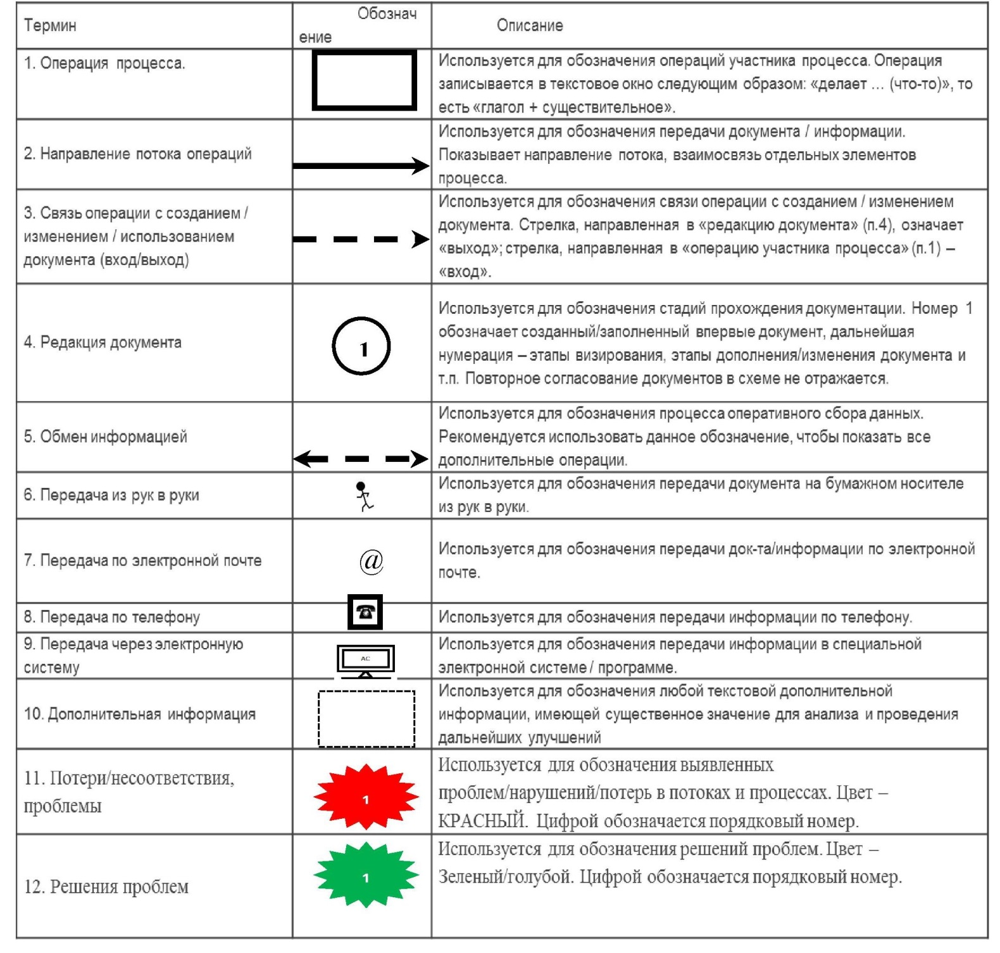 Термин
Обознач
ение
Описание
1. Операция процесса.
Используется для обозначения операций участника процесса. Операция
записывается в текстовое окно следующим образом: «делает … (что-то)», то
есть «глагол + существительное».
2. Направление потока операций
Используется для обозначения передачи документа / информации.
Показывает направление потока, взаимосвязь отдельных элементов
процесса.
3. Связь операции с созданием /
изменением / использованием
документа (вход/выход)
Используется для обозначения связи операции с созданием / изменением
документа. Стрелка, направленная в «редакцию документа» (п.4), означает
«выход»; стрелка, направленная в «операцию участника процесса» (п.1) –
«вход».
4. Редакция документа
1
Используется для обозначения стадий прохождения документации. Номер 1
обозначает созданный/заполненный впервые документ, дальнейшая
нумерация – этапы визирования, этапы дополнения/изменения документа и
т.п. Повторное согласование документов в схеме не отражается.
5. Обмен информацией
Используется для обозначения процесса оперативного сбора данных.
Рекомендуется использовать данное обозначение, чтобы показать все
дополнительные операции.
6. Передача из рук в руки
Используется для обозначения передачи документа на бумажном носителе
из рук в руки.
7. Передача по электронной почте
@
Используется для обозначения передачи док-та/информации по электронной
почте.
8. Передача по телефону
Используется для обозначения передачи информации по телефону.
9. Передача через электронную
систему
АС
Используется для обозначения передачи информации в специальной
электронной системе / программе.
10. Дополнительная информация
Используется для обозначения любой текстовой дополнительной
информации, имеющей существенное значение для анализа и проведения
дальнейших улучшений
11. Потери/несоответствия,
проблемы
1
Используется для обозначения выявленных
проблем/нарушений/потерь в потоках и процессах. Цвет –
КРАСНЫЙ. Цифрой обозначается порядковый номер.
12. Решения проблем
1
Используется для обозначения решений проблем. Цвет –
Зеленый/голубой. Цифрой обозначается порядковый номер.